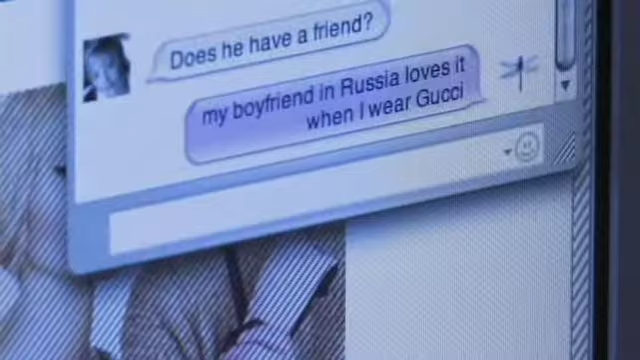 Does he have a friend?
my boyfriend in Russia loves it
when I wear Gucci